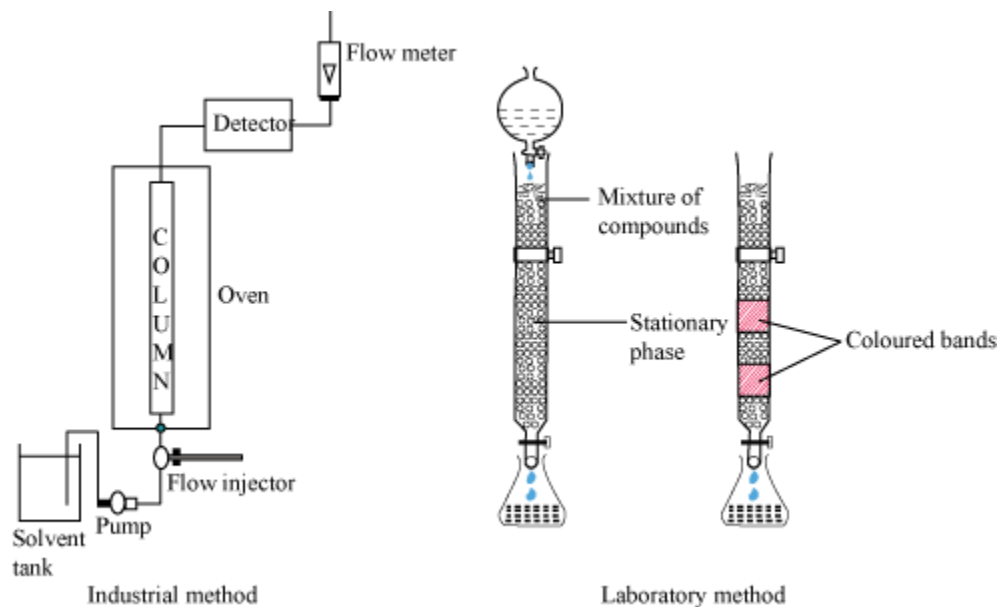 Flow meter
Detector
COLUMN
Oven
Flow injector
Pump
Solvent
tank
Industrial method
Mixture of
compounds
Stationary
phase
Coloured bands
Laboratory method